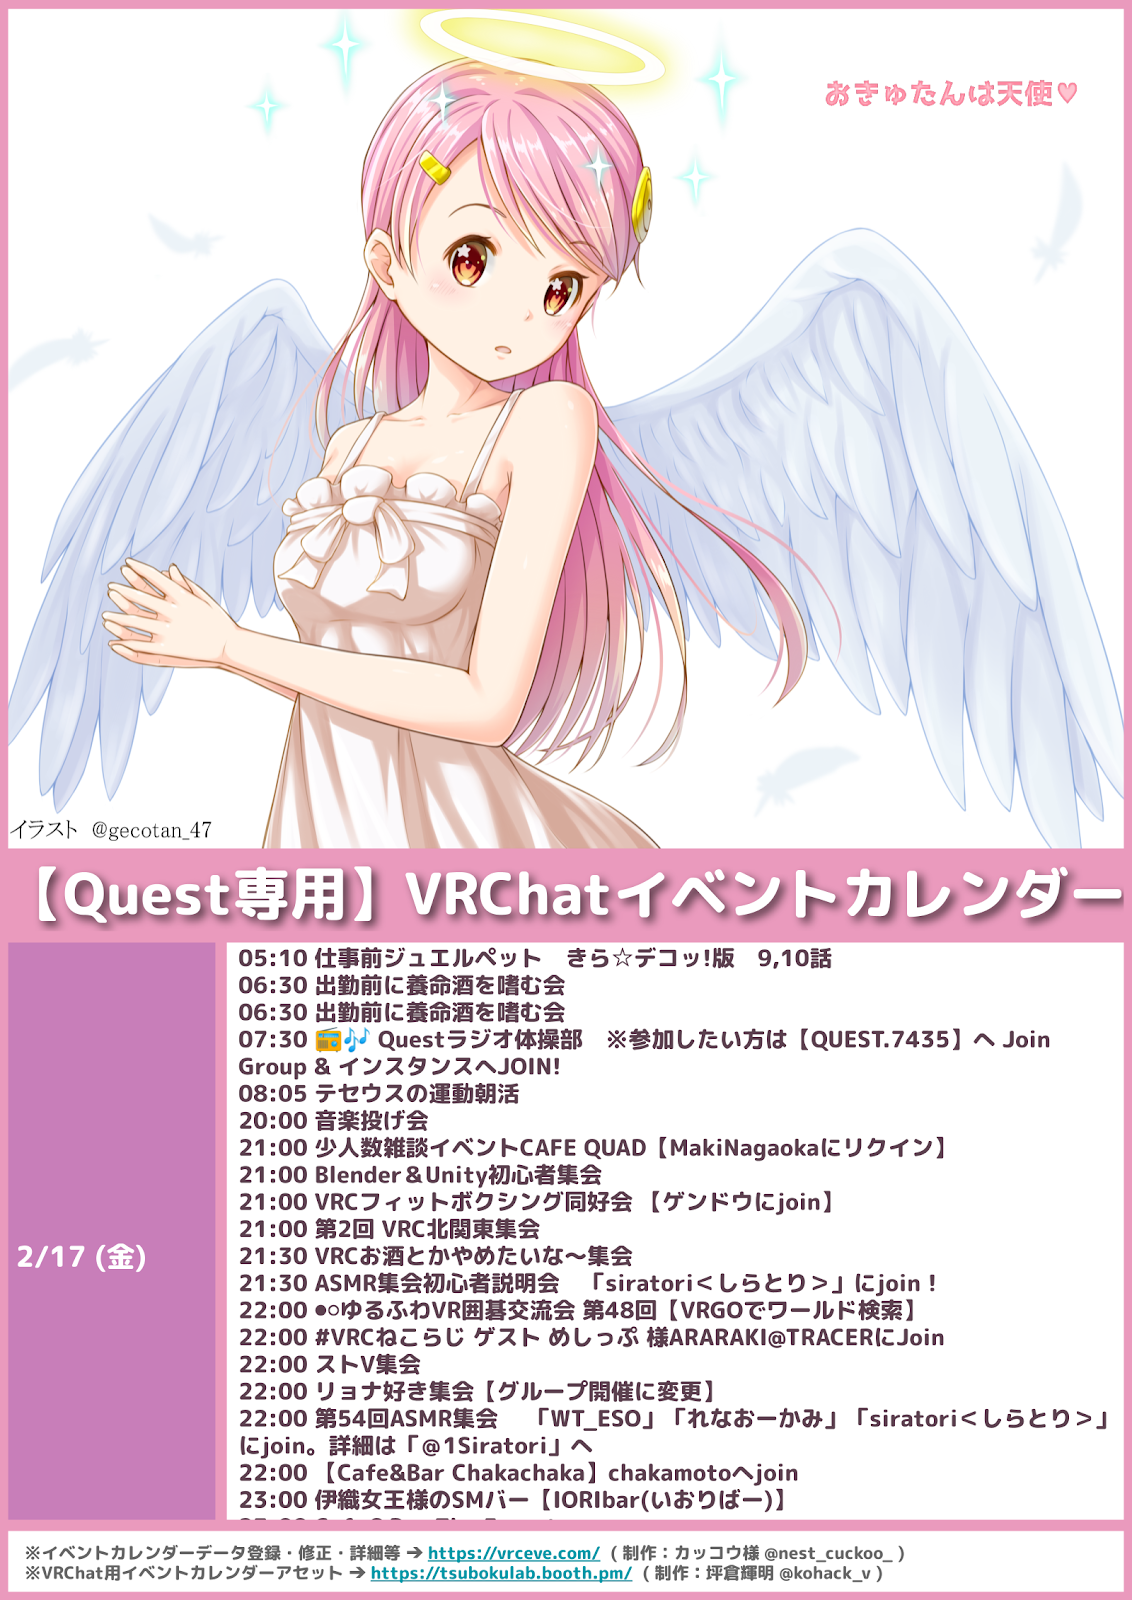 おきゅたんは天使♥
イラスト @gecotan_47
【Quest専用】VRChatイベントカレンダー
2/17 (金)
05:10 仕事前ジュエルペット　きら☆デコッ!版　9,10話
06:30 出勤前に養命酒を嗜む会
06:30 出勤前に養命酒を嗜む会
07:30 📻🎶 Questラジオ体操部　※参加したい方は【QUEST.7435】へ Join
Group & インスタンスへJOIN!
08:05 テセウスの運動朝活
20:00 音楽投げ会
21:00 少人数雑談イベントCAFE QUAD【MakiNagaokaにリクイン】
21:00 Blender＆Unity初心者集会
21:00 VRCフィットボクシング同好会 【ゲンドウにjoin】
21:00 第2回 VRC北関東集会
21:30 VRCお酒とかやめたいな～集会
21:30 ASMR集会初心者説明会　「siratori＜しらとり＞」にjoin！
22:00 ●○ゆるふわVR囲碁交流会 第48回【VRGOでワールド検索】
22:00 #VRCねこらじ ゲスト めしっぷ 様ARARAKI@TRACERにJoin
22:00 ストV集会
22:00 リョナ好き集会【グループ開催に変更】
22:00 第54回ASMR集会　「WT_ESO」「れなおーかみ」「siratori＜しらとり＞」
にjoin。詳細は「@1Siratori」へ
22:00 【Cafe&Bar Chakachaka】chakamotoへjoin
23:00 伊織女王様のSMバー【IORIbar(いおりばー)】
※イベントカレンダーデータ登録・修正・詳細等 → https://vrceve.com/ ( 制作：カッコウ様 @nest_cuckoo_ )
※VRChat用イベントカレンダーアセット → https://tsubokulab.booth.pm/ ( 制作：坪倉輝明 @kohack_v )